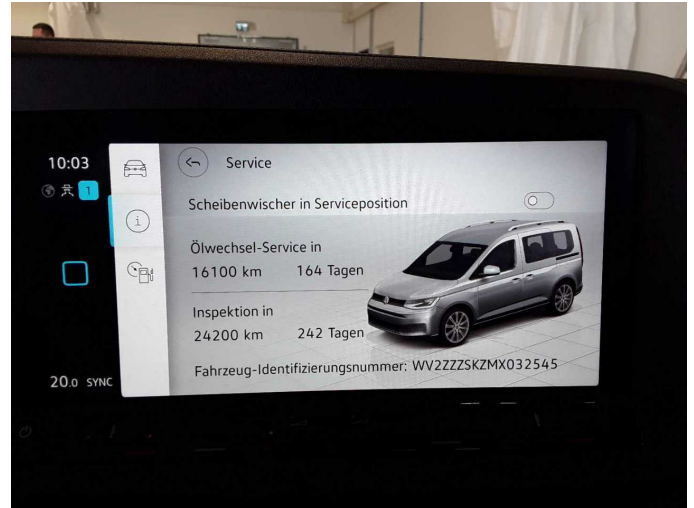 10:03
1
Service
Scheibenwischer in Serviceposition
Ölwechsel-Service in
16100 km 164 Tagen
Inspektion in
24200 km 242 Tagen
Fahrzeug-Identifizierungsnummer: WV2ZZZSKZMX032545
20.0 SYNC